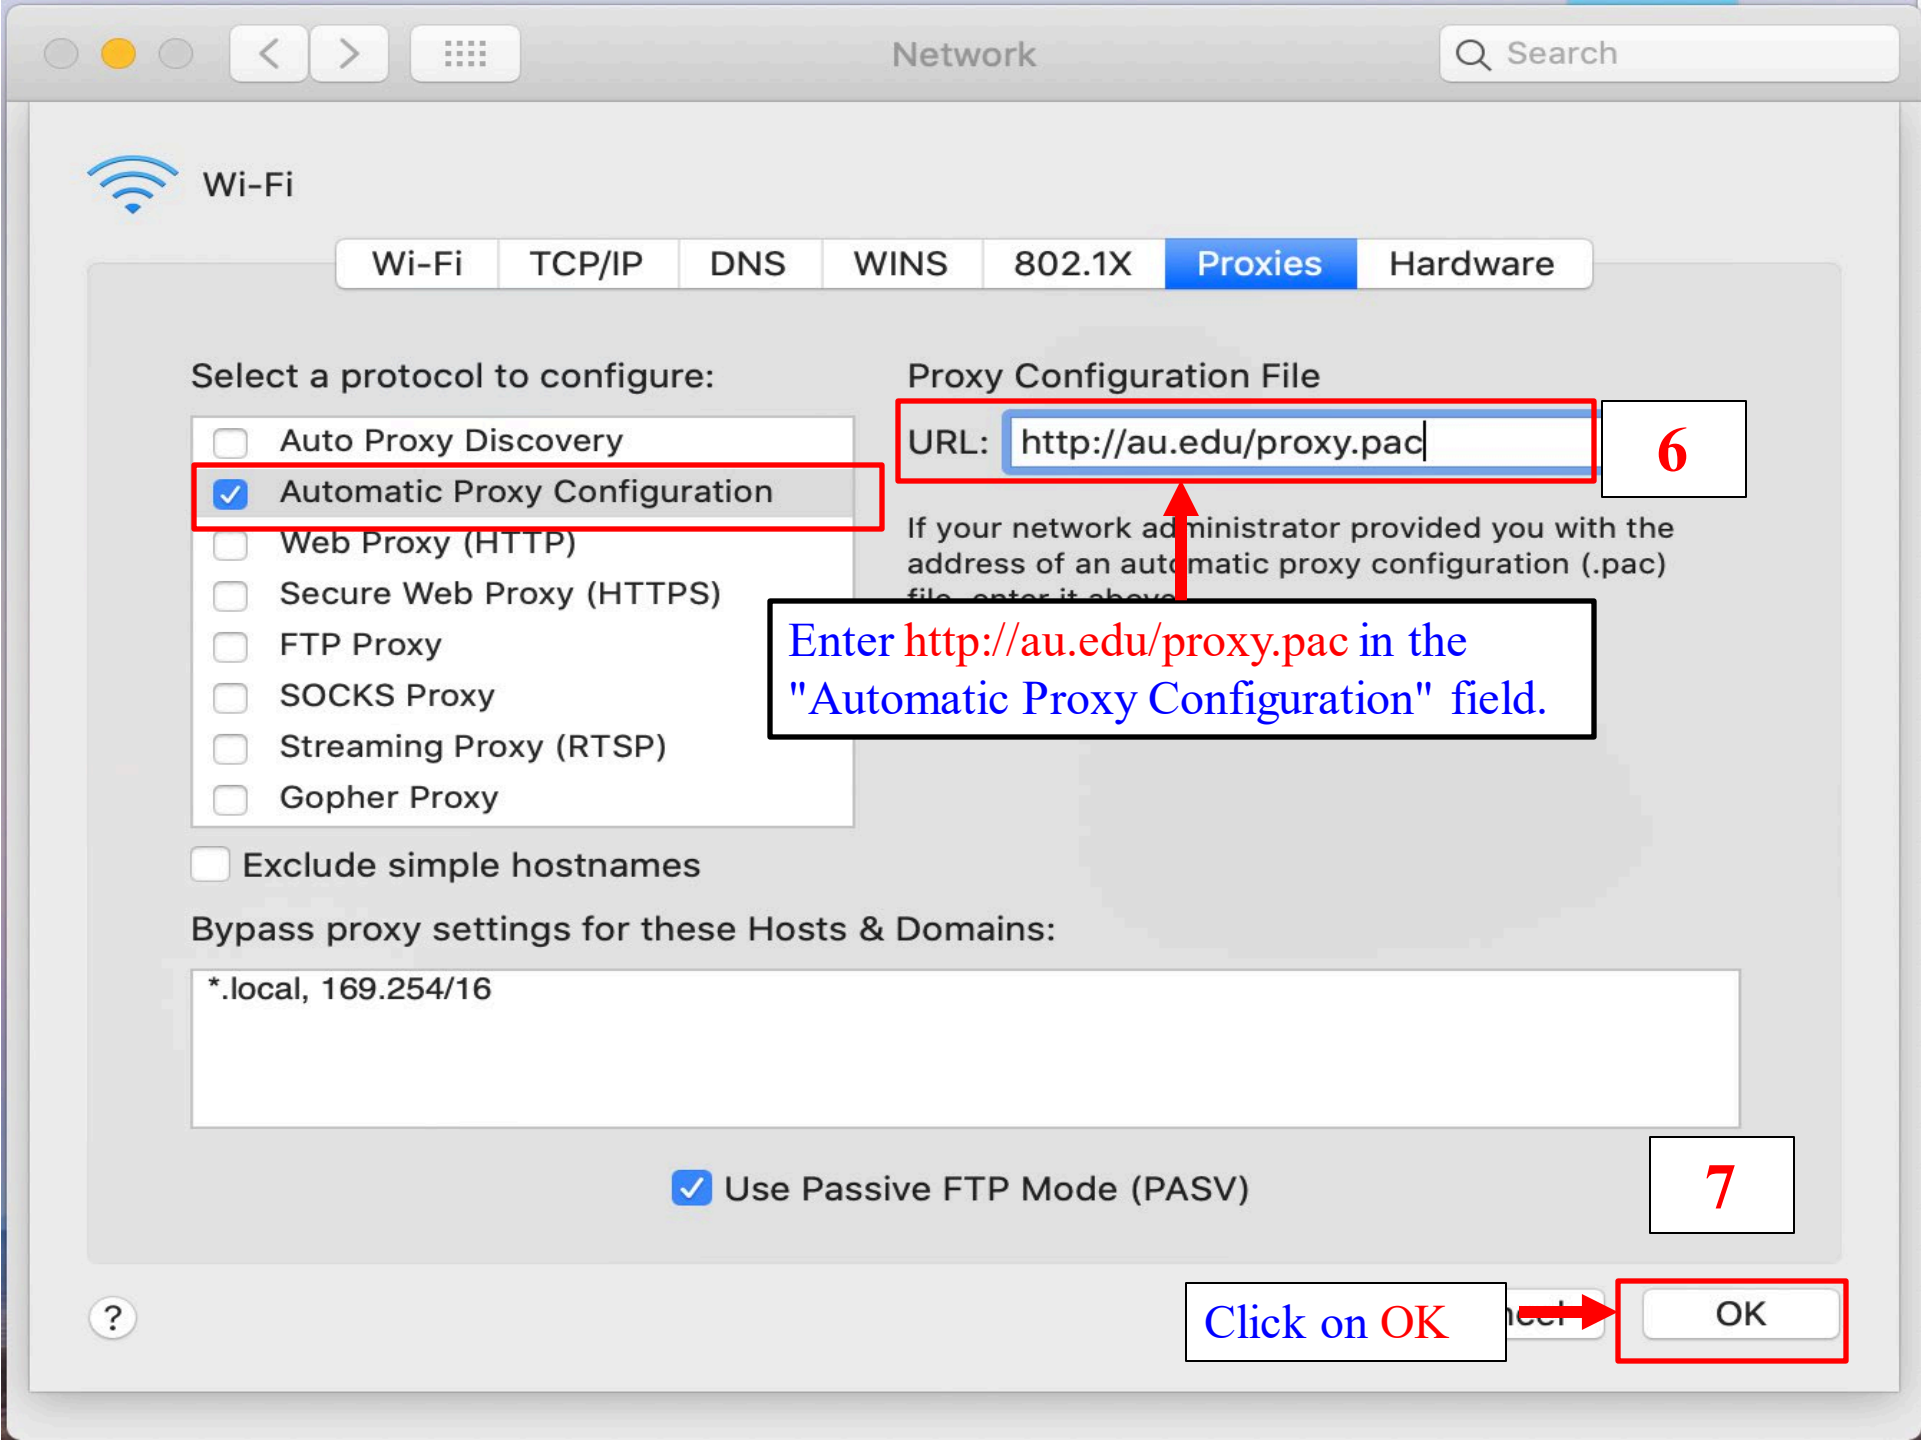 Network
Search
Wi-Fi
Wi-Fi TCP/IP DNS WINS 802.1X Proxies Hardware
Select a protocol to configure:
Auto Proxy Discovery
Automatic Proxy Configuration
Web Proxy (HTTP)
Secure Web Proxy (HTTPS)
FTP Proxy
SOCKS Proxy
Streaming Proxy (RTSP)
Gopher Proxy
Proxy Configuration File
URL: http://au.edu/proxy.pac
6
If your network administrator provided you with the
address of an automatic proxy configuration (.pac)
file, enter it above.
Enter http://au.edu/proxy.pac in the
"Automatic Proxy Configuration" field.
Exclude simple hostnames
Bypass proxy settings for these Hosts & Domains:
*.local, 169.254/16
Use Passive FTP Mode (PASV)
7
?
Click on OK
OK